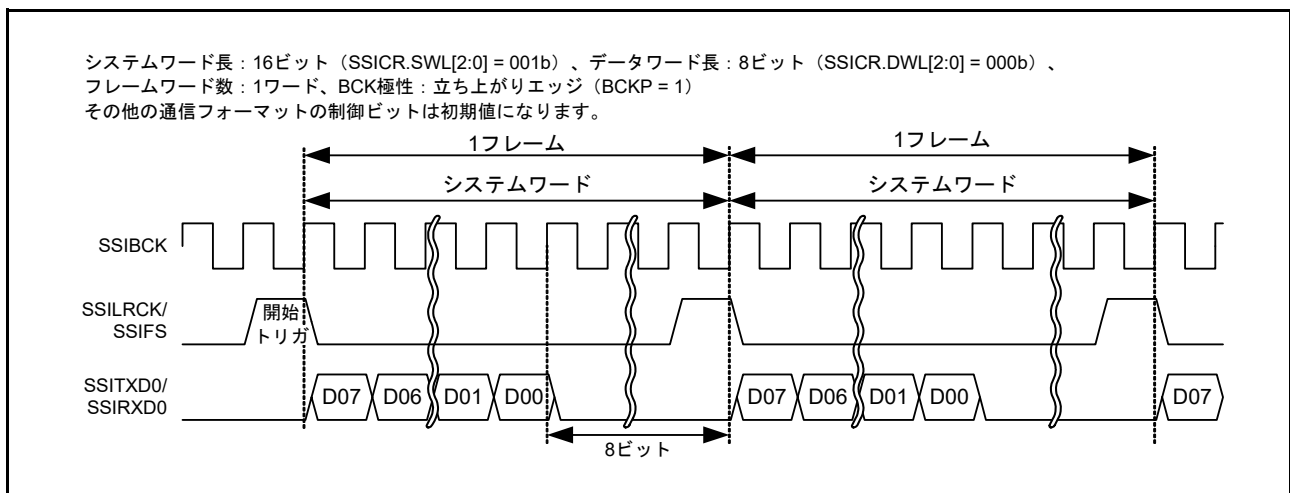 システムワード長：16ビット（SSICR.SWL[2:0] = 001b）、データワード長：8ビット（SSICR.DWL[2:0] = 000b）、
フレームワード数：1ワード、BCK極性：立ち上がりエッジ（BCKP = 1）
その他の通信フォーマットの制御ビットは初期値になります。
1フレーム 1フレーム
システムワード システムワード
SSIBCK
SSILRCK/
SSIFS
開始
トリガ
SSITXD0/
SSIRXD0
D07 D06 D01 D00 D07 D06 D01 D00 D07
8ビット